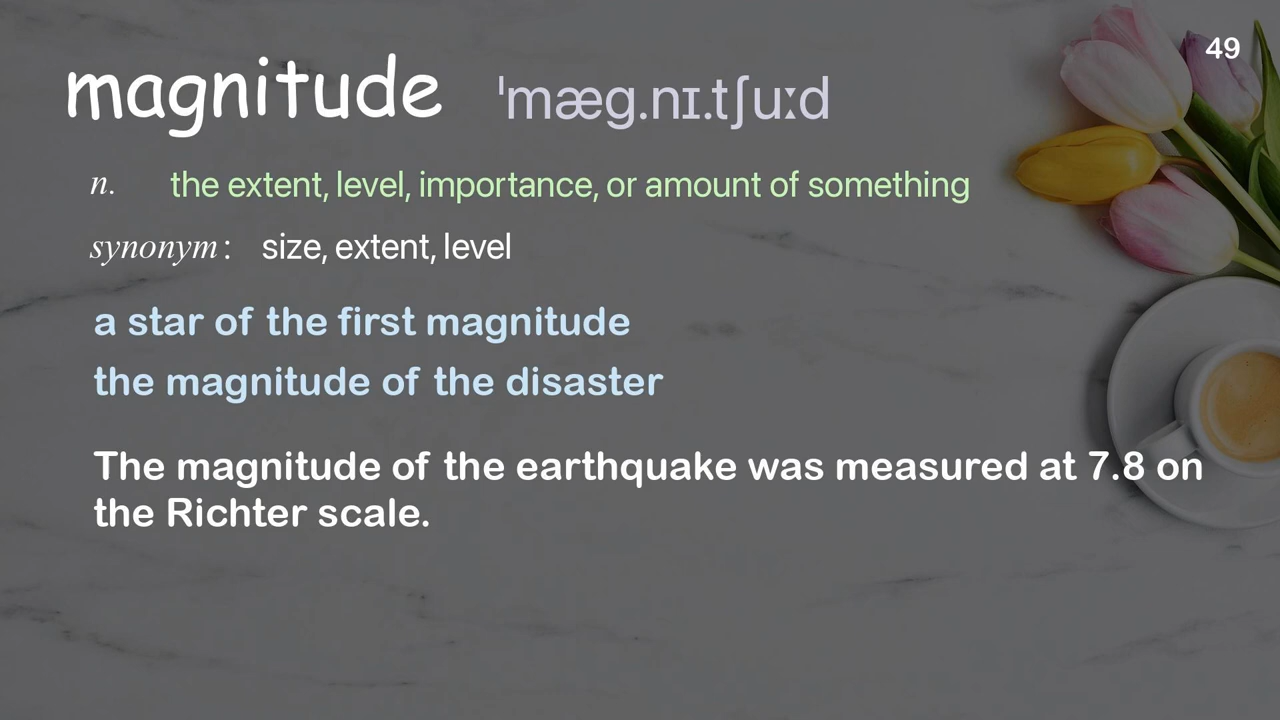 49
magnitude ˈmæg.nɪ.tʃuːd
n. the extent, level, importance, or amount of something
synonym : size, extent, level
a star of the first magnitude
the magnitude of the disaster
The magnitude of the earthquake was measured at 7.8 on
the Richter scale.